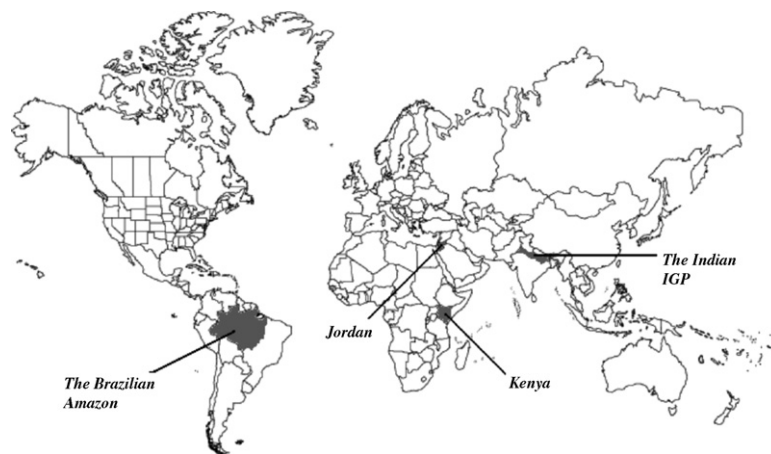 The Indian
IGP
Jordan
Kenya
The Brazilian
Amazon